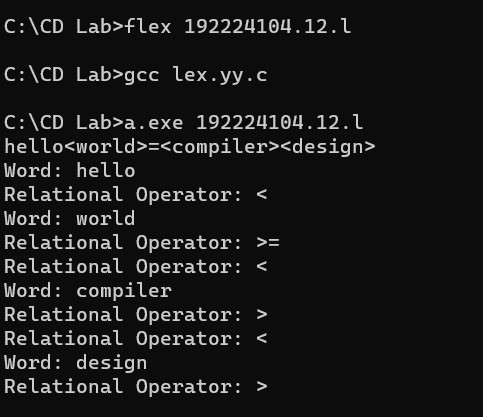 C:\CD Lab>flex 192224104.12.l
C:\CD Lab>gcc lex.yy.c
C:\CD Lab>a.exe 192224104.12.l
hello<world>=<compiler><design>
Word: hello
Relational Operator: <
Word: world
Relational Operator: >=
Relational Operator: <
Word: compiler
Relational Operator: >
Relational Operator: <
Word: design
Relational Operator: >